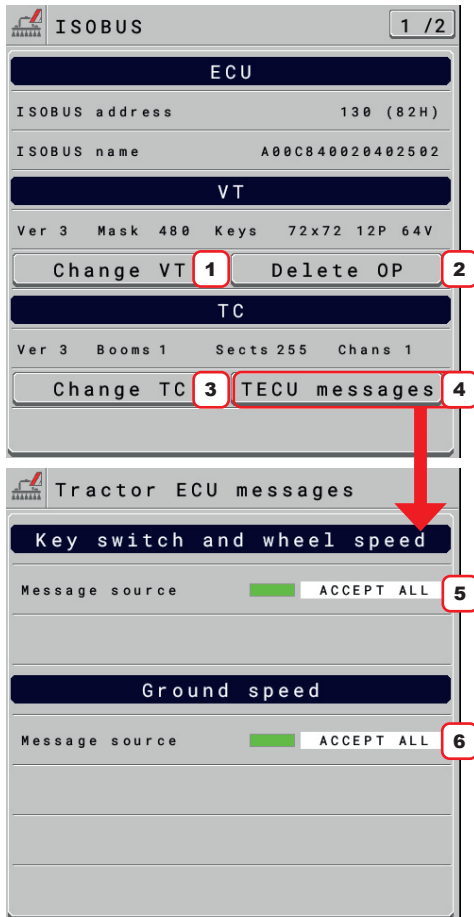 ISOBUS 1 /2
ECU
ISOBUS address 130 (82H)
ISOBUS name A00C840020402502
VT
Ver 3 Mask 480 Keys 72x72 12P 64V
Change VT 1 Delete OP 2
TC
Ver 3 Booms 1 Sects 255 Chans 1
Change TC 3 TECU messages 4
Tractor ECU messages
Key switch and wheel speed
Message source ACCEPT ALL 5
Ground speed
Message source ACCEPT ALL 6